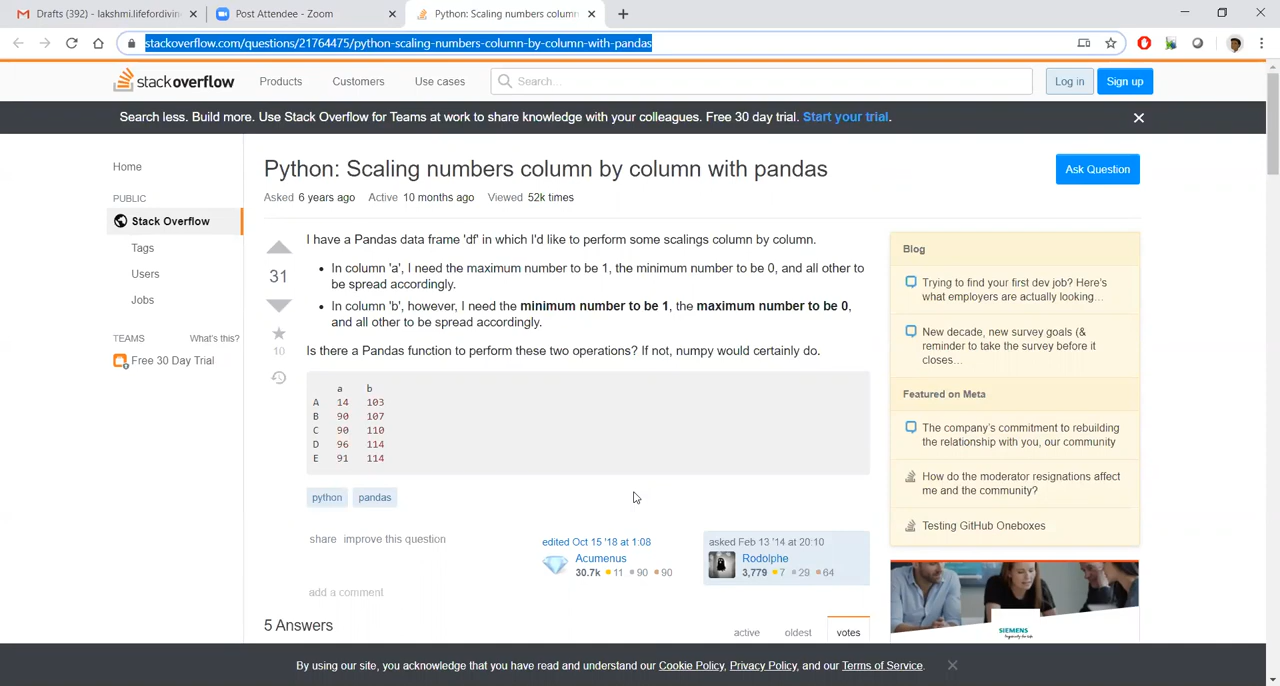 Drafts (392) - lakshmi.lifefordivin
Post Attendee - Zoom
Python: Scaling numbers column
stackoverflow.com/questions/21764475/python-scaling-numbers-column-by-column-with-pandas
stackoverflow
Products
Customers
Use cases
Search...
Log in
Sign up
Search less. Build more. Use Stack Overflow for Teams at work to share knowledge with your colleagues. Free 30 day trial. Start your trial.
Home
PUBLIC
Stack Overflow
Tags
Users
Jobs
TEAMS What's this?
Free 30 Day Trial
Python: Scaling numbers column by column with pandas
Ask Question
Asked 6 years ago Active 10 months ago Viewed 52k times
31
10
I have a Pandas data frame 'df' in which I'd like to perform some scalings column by column.
• In column 'a', I need the maximum number to be 1, the minimum number to be 0, and all other to
be spread accordingly.
• In column 'b', however, I need the minimum number to be 1, the maximum number to be 0,
and all other to be spread accordingly.
Is there a Pandas function to perform these two operations? If not, numpy would certainly do.
a b
A 14 103
B 90 107
C 90 110
D 96 114
E 91 114
python pandas
share improve this question
edited Oct 15 '18 at 1:08
Acumenus
30.7k 11 90 90
asked Feb 13 '14 at 20:10
Rodolphe
3,779 7 29 64
add a comment
5 Answers
active oldest votes
Blog
Trying to find your first dev job? Here's
what employers are actually looking...
New decade, new survey goals (&
reminder to take the survey before it
closes...
Featured on Meta
The company's commitment to rebuilding
the relationship with you, our community
How do the moderator resignations affect
me and the community?
Testing GitHub Oneboxes
SIEMENS
By using our site, you acknowledge that you have read and understand our Cookie Policy, Privacy Policy, and our Terms of Service.